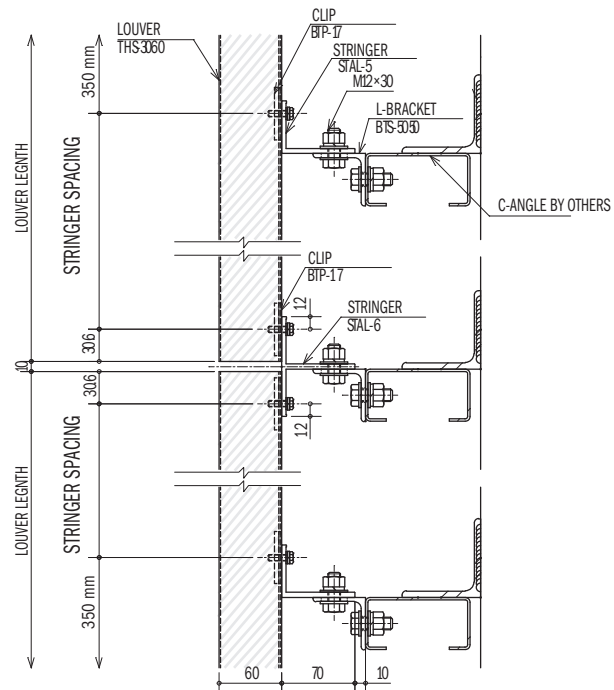 CLIP
BTP-17
LOUVER
THS3060
STRINGER
STAL-5
M12×30
L-BRACKET
BTS-5050
C-ANGLE BY OTHERS
350 mm
LOUVER LEGNTH
STRINGER SPACING
CLIP
BTP-17
12
STRINGER
STAL-6
30.6
10
30.6
12
STRINGER SPACING
LOUVER LEGNTH
350 mm
60
70
10